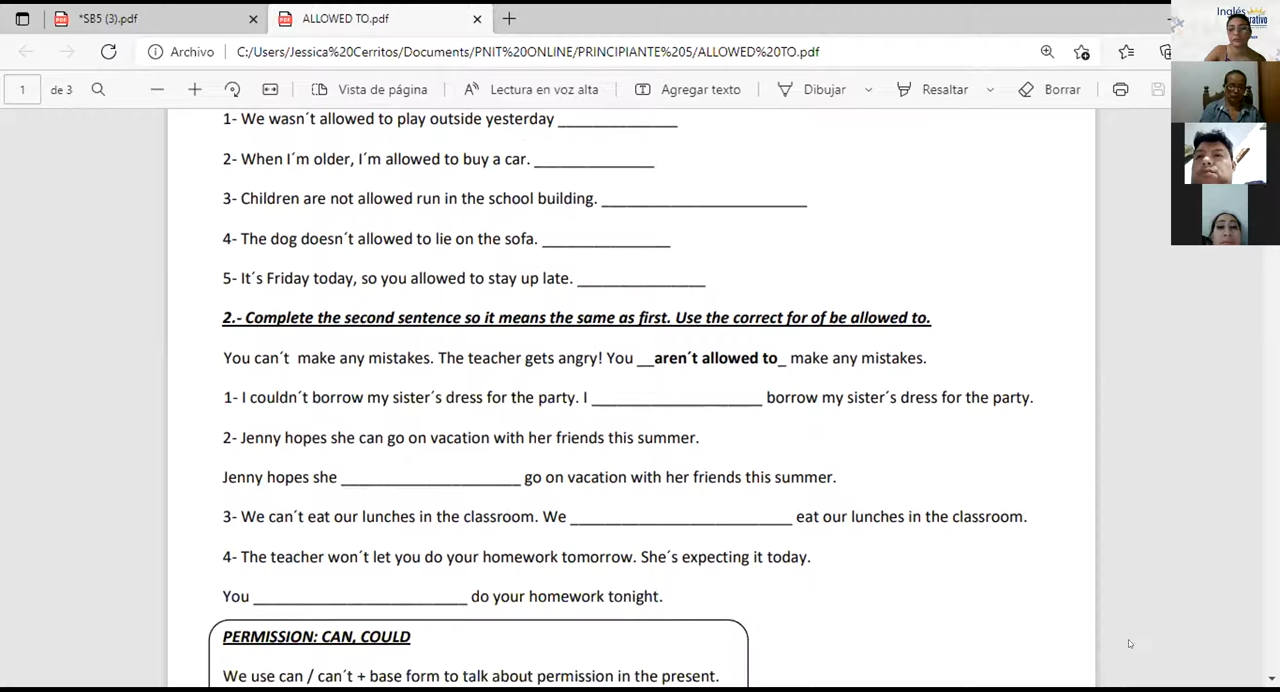 *SB5 (3).pdf
ALLOWED TO.pdf
Archivo
C:/Users/Jessica%20Cerritos/Documents/PNIT%20ONLINE/PRINCIPIANTE%205/ALLOWED%20TO.pdf
1 de 3
Vista de página
Lectura en voz alta
Agregar texto
Dibujar
Resaltar
Borrar
Inglés
1- We wasn´t allowed to play outside yesterday ______________
2- When I´m older, I´m allowed to buy a car. ______________
3- Children are not allowed run in the school building. ________________________
4- The dog doesn´t allowed to lie on the sofa. _______________
5- It´s Friday today, so you allowed to stay up late. _______________
2.- Complete the second sentence so it means the same as first. Use the correct for of be allowed to.
You can´t make any mistakes. The teacher gets angry! You __aren´t allowed to_ make any mistakes.
1- I couldn´t borrow my sister´s dress for the party. I ____________________ borrow my sister´s dress for the party.
2- Jenny hopes she can go on vacation with her friends this summer.
Jenny hopes she _____________________ go on vacation with her friends this summer.
3- We can´t eat our lunches in the classroom. We __________________________ eat our lunches in the classroom.
4- The teacher won´t let you do your homework tomorrow. She´s expecting it today.
You _________________________ do your homework tonight.
PERMISSION: CAN, COULD
We use can / can´t + base form to talk about permission in the present.